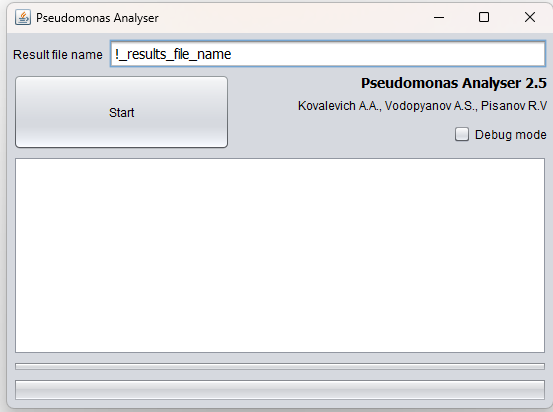 Pseudomonas Analyser
Result file name !_results_file_name
Start
Pseudomonas Analyser 2.5
Kovalevich A.A., Vodopyanov A.S., Pisanov R.V
Debug mode